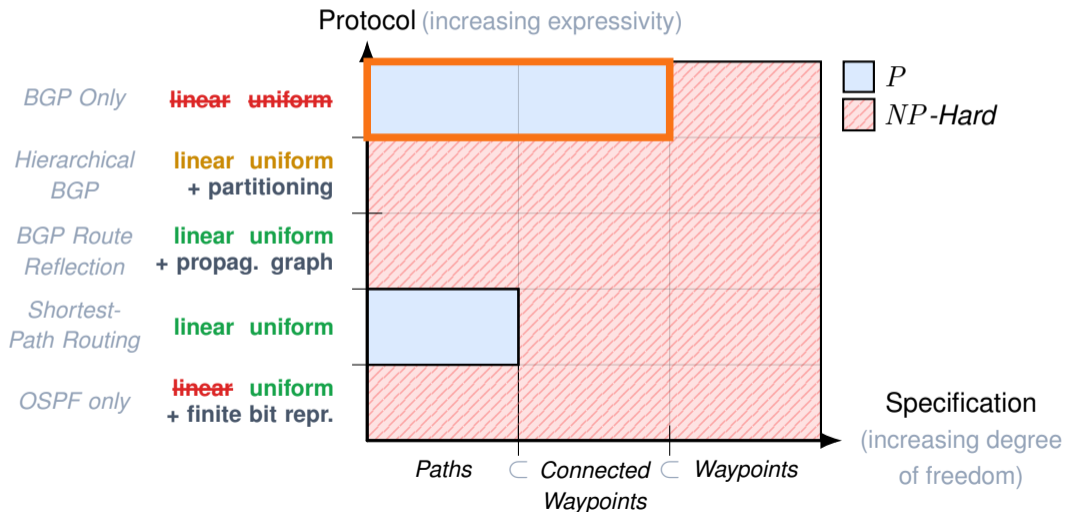 Protocol (increasing expressivity)
BGP Only
linear uniform
P
NP-Hard
Hierarchical
BGP
linear uniform
+ partitioning
BGP Route
Reflection
linear uniform
+ propag. graph
Shortest-
Path Routing
linear uniform
OSPF only
linear uniform
+ finite bit repr.
Specification
(increasing degree
of freedom)
Paths ⊂ Connected ⊂ Waypoints
Waypoints